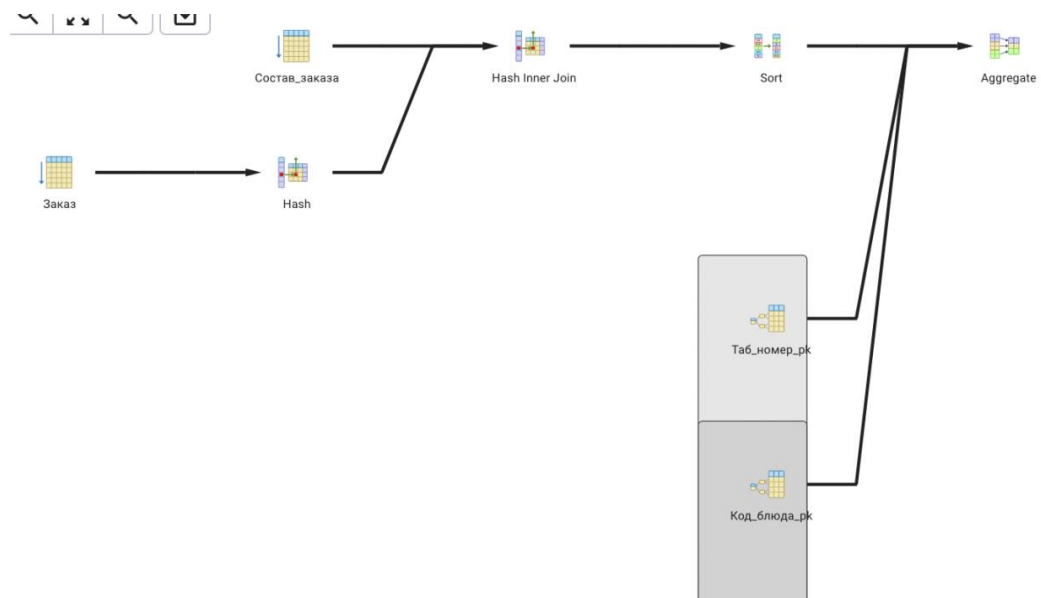 Состав_заказа
Hash Inner Join
Sort
Aggregate
Заказ
Hash
Таб_номер_pk
Код_блюда_pk